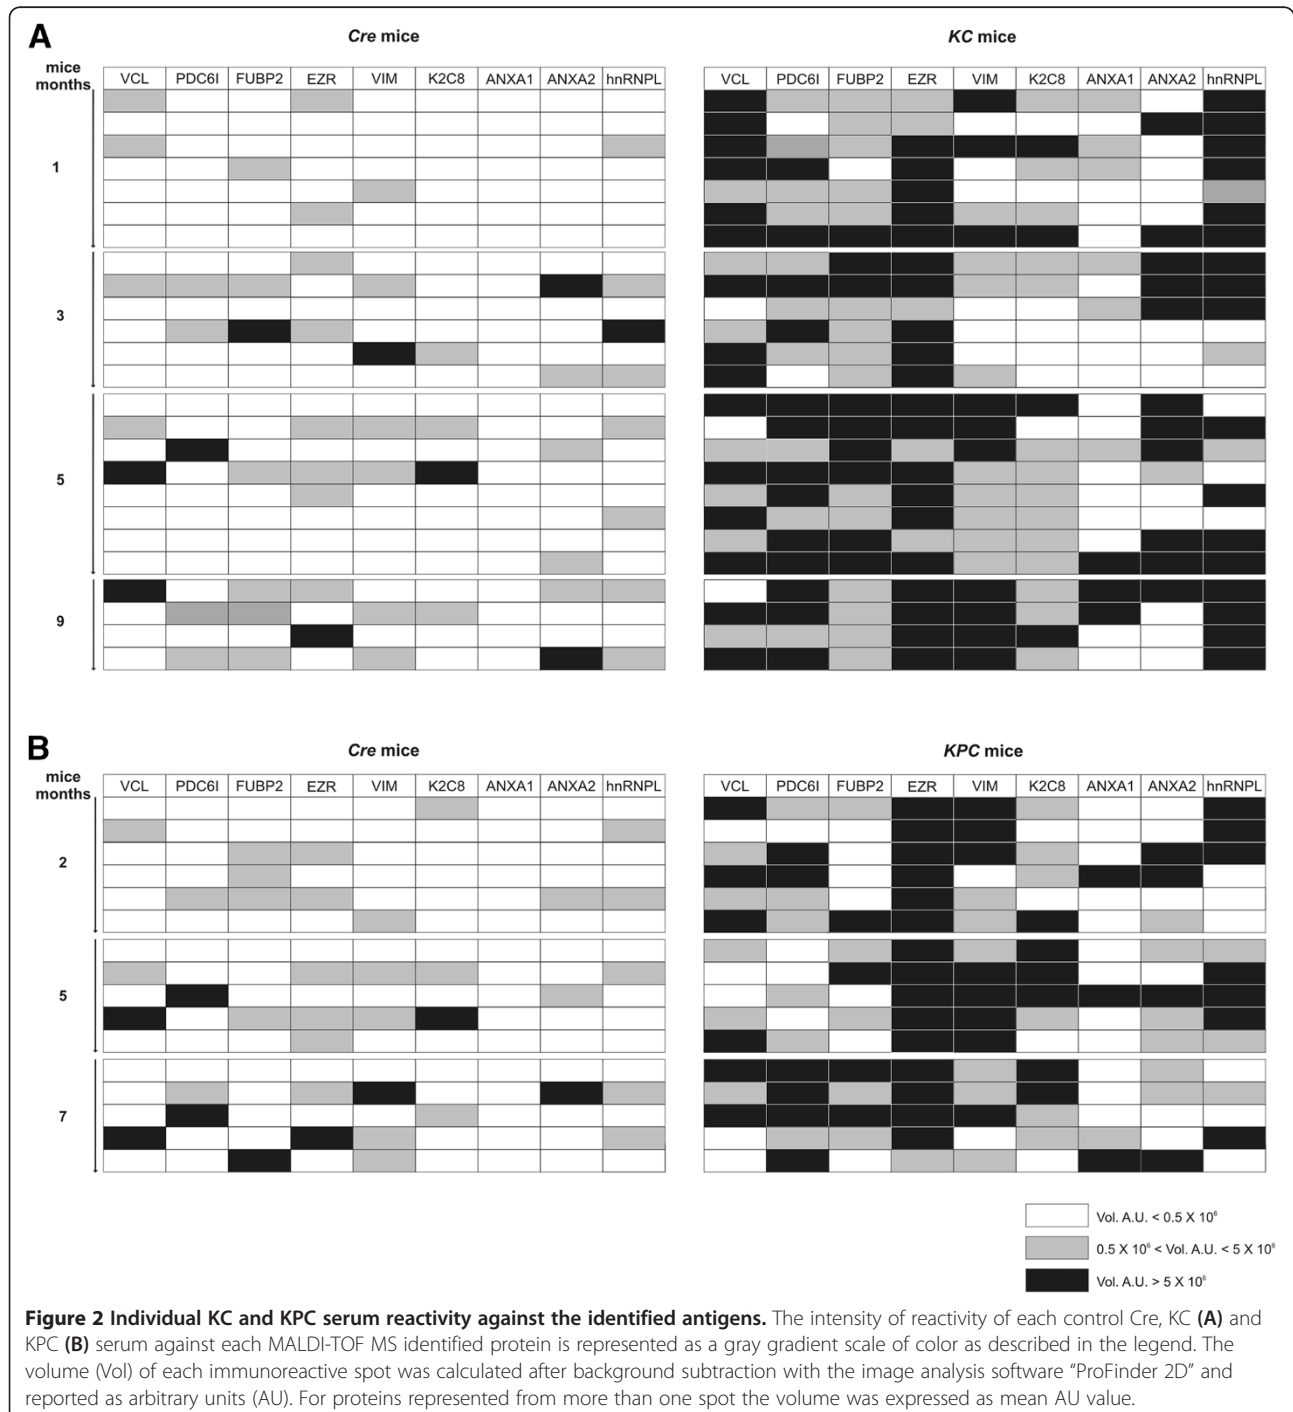 A
Cre mice
KC mice
mice
months
VCL PDC6I FUBP2 EZR VIM K2C8 ANXA1 ANXA2 hnRNPL
VCL PDC6I FUBP2 EZR VIM K2C8 ANXA1 ANXA2 hnRNPL
1
3
5
9
B
Cre mice
KPC mice
mice
months
VCL PDC6I FUBP2 EZR VIM K2C8 ANXA1 ANXA2 hnRNPL
VCL PDC6I FUBP2 EZR VIM K2C8 ANXA1 ANXA2 hnRNPL
2
5
7
Vol. A.U. < 0.5 X 10⁶
0.5 X 10⁶ < Vol. A.U. < 5 X 10⁶
Vol. A.U. > 5 X 10⁶
Figure 2 Individual KC and KPC serum reactivity against the identified antigens. The intensity of reactivity of each control Cre, KC (A) and
KPC (B) serum against each MALDI-TOF MS identified protein is represented as a gray gradient scale of color as described in the legend. The
volume (Vol) of each immunoreactive spot was calculated after background subtraction with the image analysis software “ProFinder 2D” and
reported as arbitrary units (AU). For proteins represented from more than one spot the volume was expressed as mean AU value.